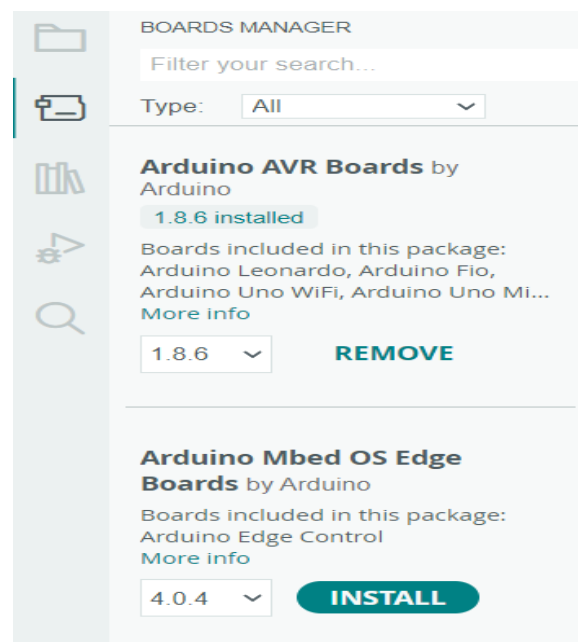 BOARDS MANAGER
Filter your search...
Type: All
Arduino AVR Boards by
Arduino
1.8.6 installed
Boards included in this package:
Arduino Leonardo, Arduino Fio,
Arduino Uno WiFi, Arduino Uno Mi...
More info
1.8.6 REMOVE
Arduino Mbed OS Edge
Boards by Arduino
Boards included in this package:
Arduino Edge Control
More info
4.0.4 INSTALL